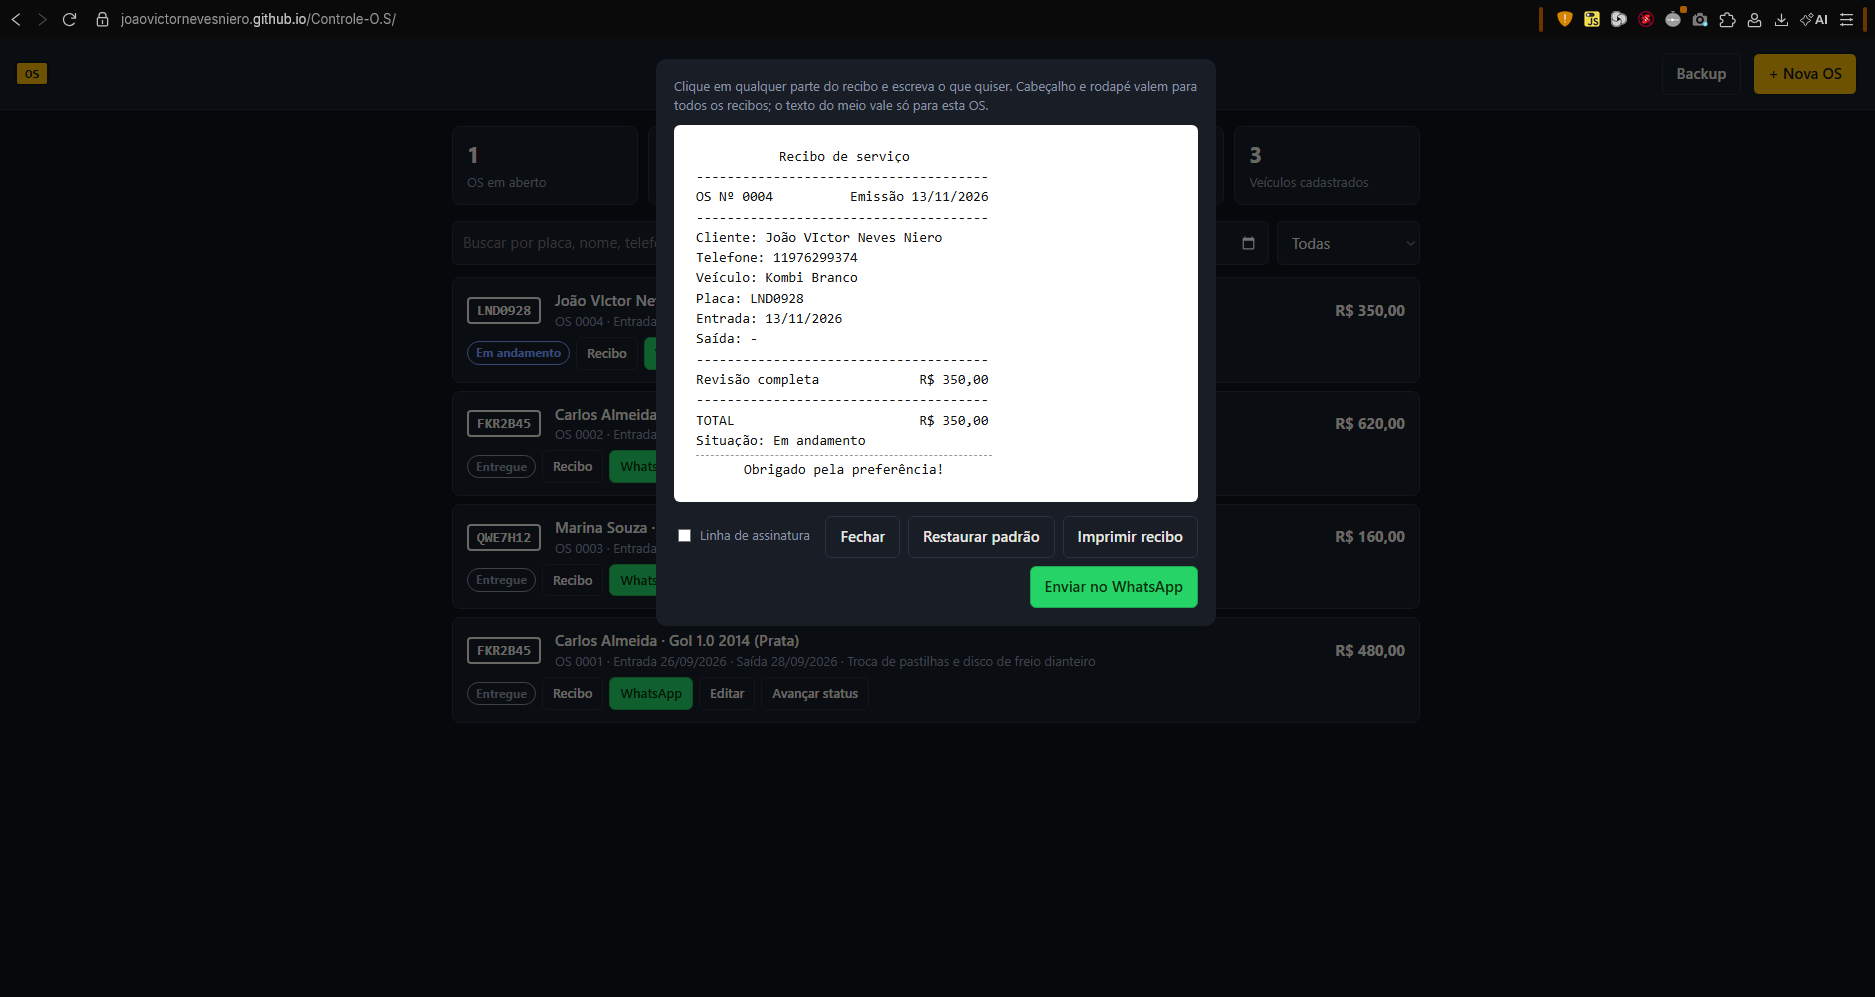 joaovictornevesniero.github.io/Controle-O.S/
JS
AI
OS
Backup
+ Nova OS
1
OS em aberto
3
Veículos cadastrados
Buscar por placa, nome, telef
Todas
LND0928
João VIctor Ne
OS 0004 · Entrada
R$ 350,00
Em andamento
Recibo
FKR2B45
Carlos Almeida
OS 0002 · Entrada
R$ 620,00
Entregue
Recibo
Whats
QWE7H12
Marina Souza ·
OS 0003 · Entrada
R$ 160,00
Entregue
Recibo
Whats
FKR2B45
Carlos Almeida · Gol 1.0 2014 (Prata)
OS 0001 · Entrada 26/09/2026 · Saída 28/09/2026 · Troca de pastilhas e disco de freio dianteiro
R$ 480,00
Entregue
Recibo
WhatsApp
Editar
Avançar status
Clique em qualquer parte do recibo e escreva o que quiser. Cabeçalho e rodapé valem para
todos os recibos; o texto do meio vale só para esta OS.
Recibo de serviço
--------------------------------------
OS Nº 0004 Emissão 13/11/2026
--------------------------------------
Cliente: João VIctor Neves Niero
Telefone: 11976299374
Veículo: Kombi Branco
Placa: LND0928
Entrada: 13/11/2026
Saída: -
--------------------------------------
Revisão completa R$ 350,00
--------------------------------------
TOTAL R$ 350,00
Situação: Em andamento
Obrigado pela preferência!
Linha de assinatura
Fechar
Restaurar padrão
Imprimir recibo
Enviar no WhatsApp